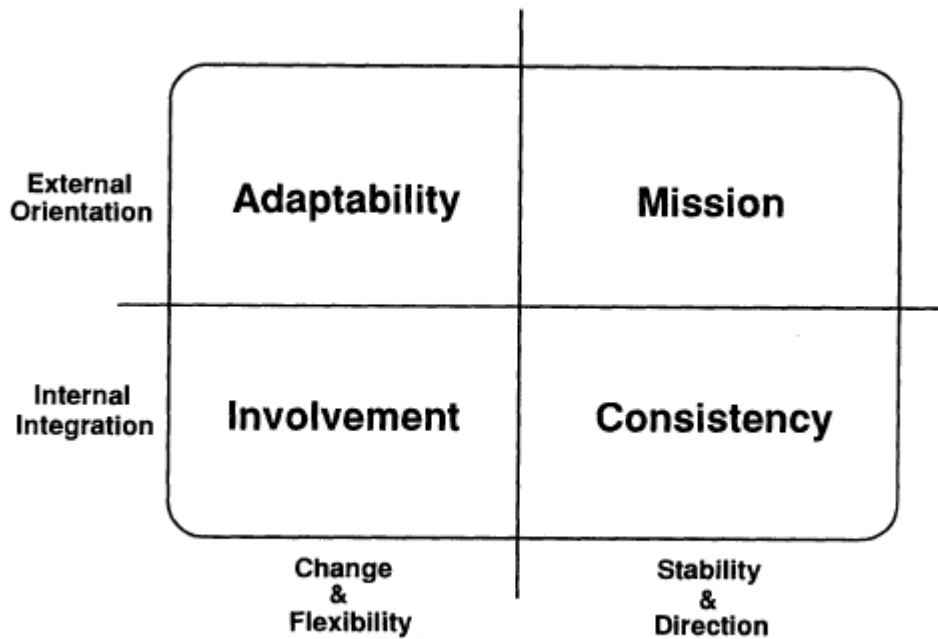 External
Orientation
Adaptability
Mission
Internal
Integration
Involvement
Consistency
Change
&
Flexibility
Stability
&
Direction